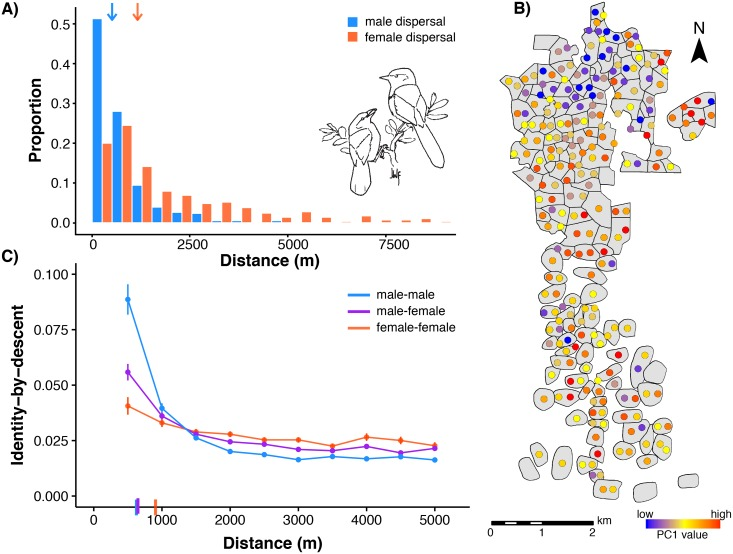 A)
male dispersal
female dispersal
Proportion
0.5
0.4
0.3
0.2
0.1
0.0
0
2500
5000
7500
Distance (m)
B)
N
0
1
2
km
low
high
PC1 value
C)
male-male
male-female
female-female
Identity-by-descent
0.100
0.075
0.050
0.025
0.000
0
1000
2000
3000
4000
5000
Distance (m)